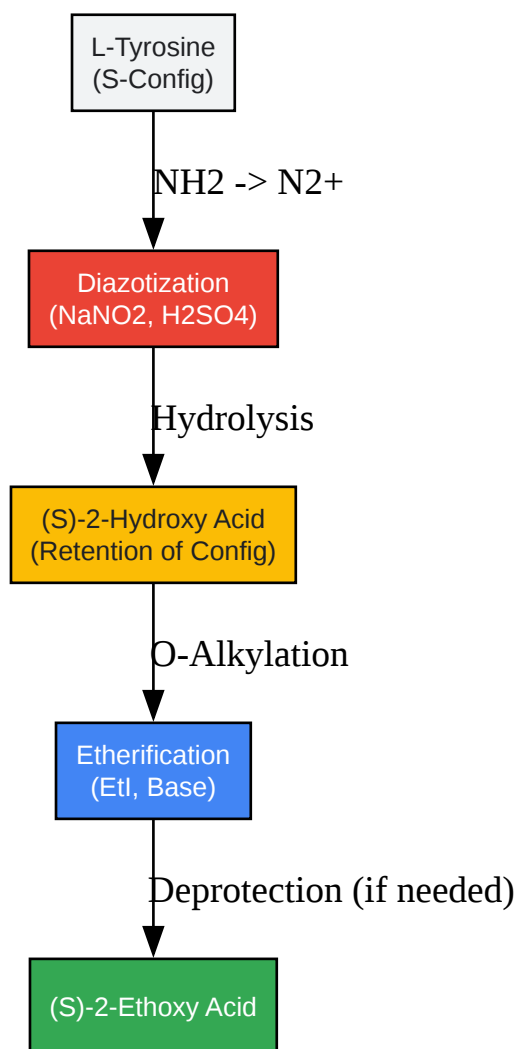 L-Tyrosine
(S-Config)
NH2 -> N2+
Diazotization
(NaNO2, H2SO4)
Hydrolysis
(S)-2-Hydroxy Acid
(Retention of Config)
O-Alkylation
Etherification
(EtI, Base)
Deprotection (if needed)
(S)-2-Ethoxy Acid